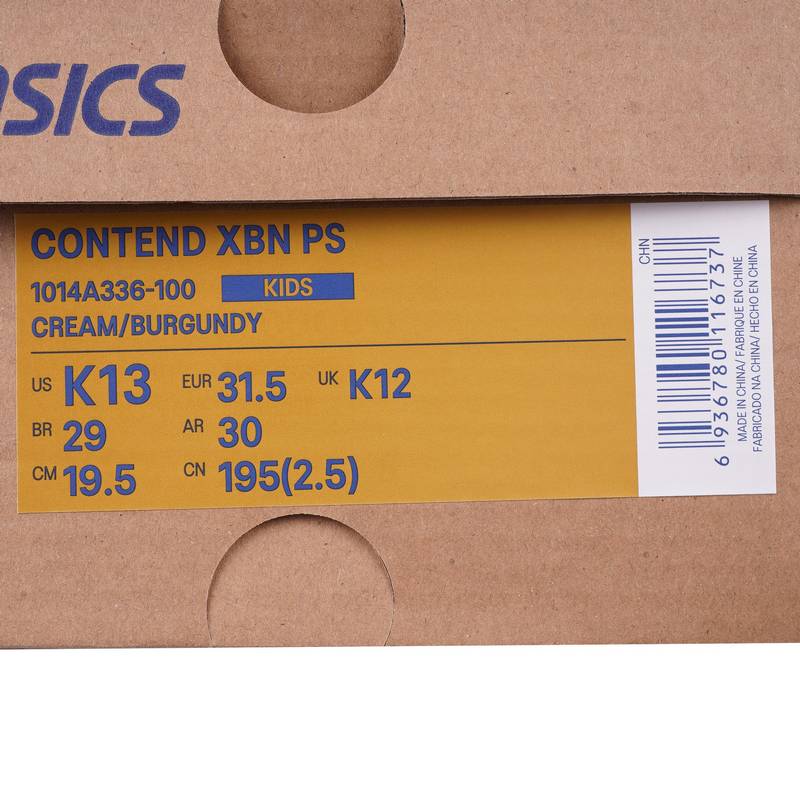 ASICS
CONTEND XBN PS
1014A336-100 KIDS
CREAM/BURGUNDY
US K13 EUR 31.5 UK K12
BR 29 AR 30
CM 19.5 CN 195(2.5)
CHN
6 936780 116737
MADE IN CHINA/ FABRIQUE EN CHINE
FABRICADO NA CHINA/ HECHO EN CHINA